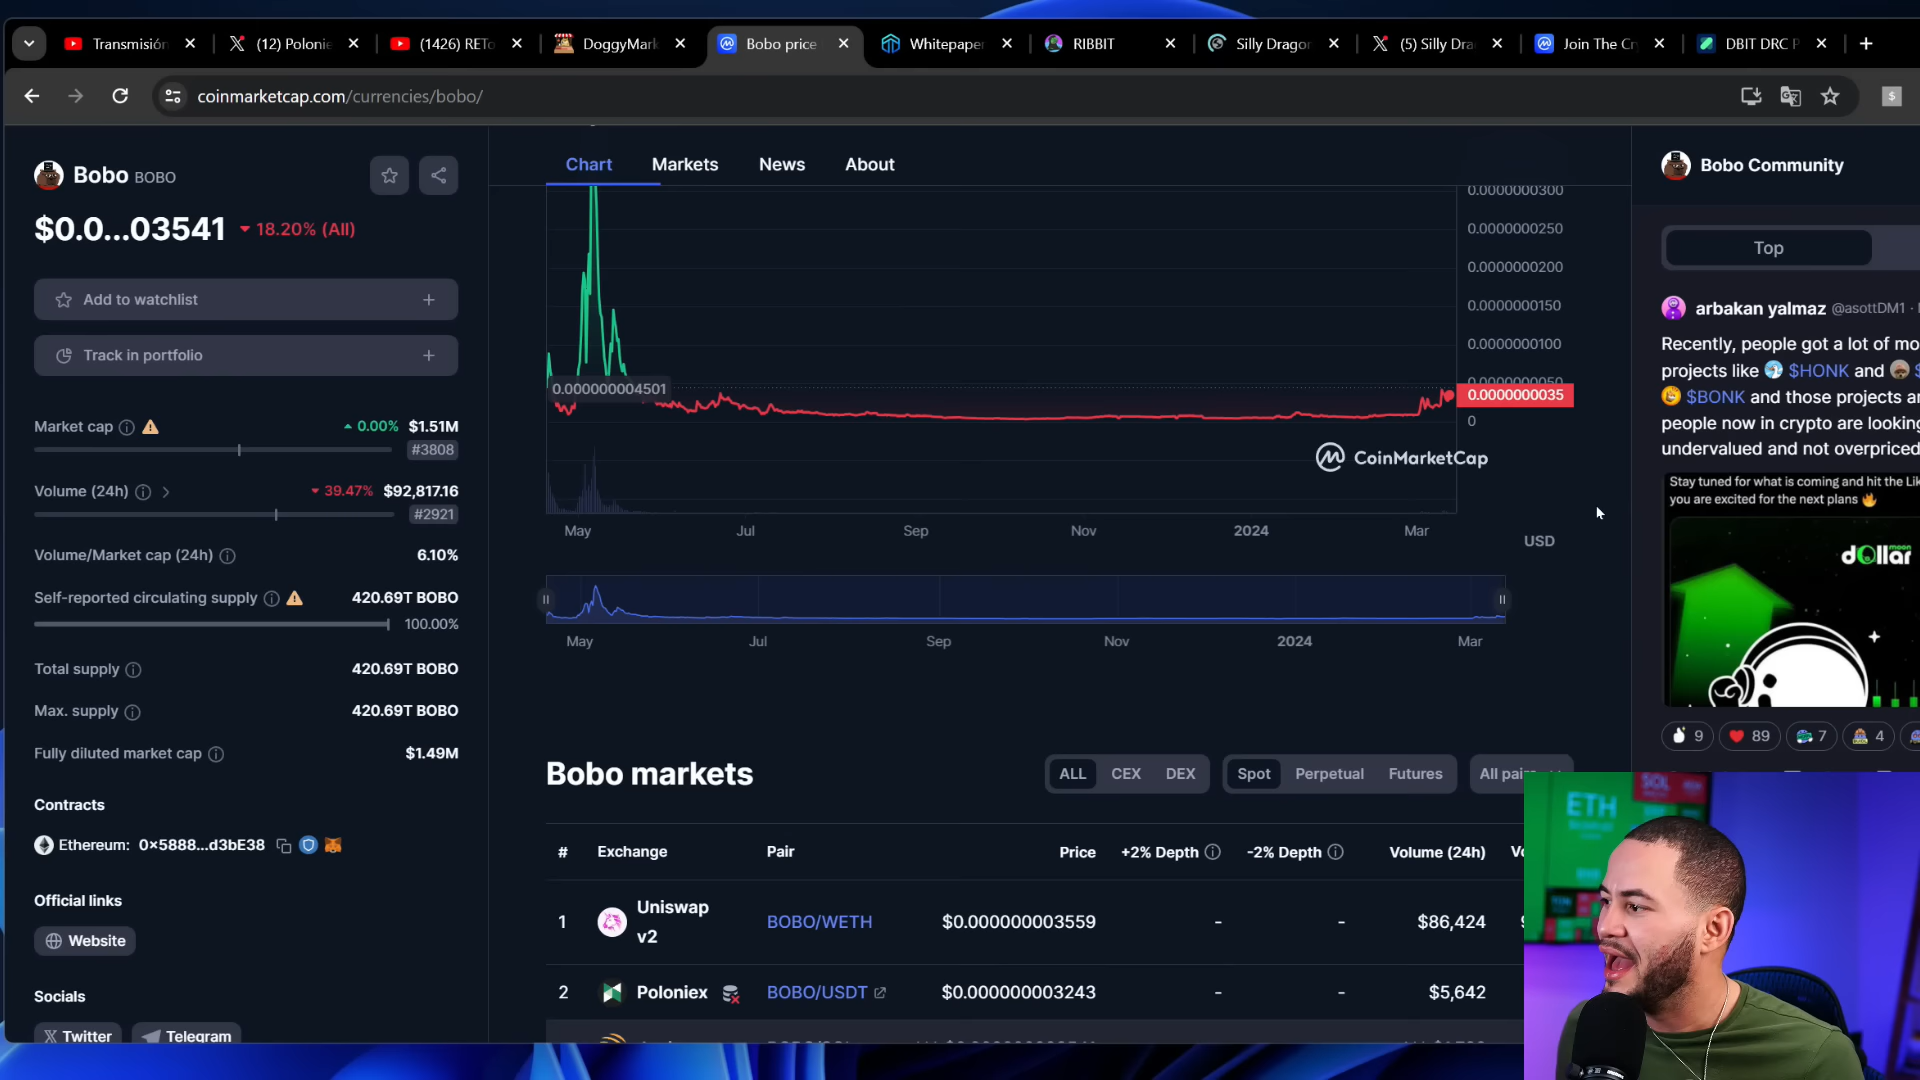 Transmisión
(12) Polonie
(1426) RETo
DoggyMark
Bobo price
Whitepaper
RIBBIT
Silly Dragon
(5) Silly Dra
Join The Cr
DBIT DRC P
coinmarketcap.com/currencies/bobo/
Bobo BOBO
$0.0...03541
18.20% (All)
Add to watchlist
Track in portfolio
Market cap
0.00% $1.51M
#3808
Volume (24h)
39.47% $92,817.16
#2921
Volume/Market cap (24h)
6.10%
Self-reported circulating supply
420.69T BOBO
100.00%
Total supply
420.69T BOBO
Max. supply
420.69T BOBO
Fully diluted market cap
$1.49M
Contracts
Ethereum: 0x5888...d3bE38
Official links
Website
Socials
Twitter
Telegram
Chart
Markets
News
About
0.0000000300
0.0000000250
0.0000000200
0.0000000150
0.0000000100
0.0000000050
0.000000004501
0.0000000035
0
CoinMarketCap
May
Jul
Sep
Nov
2024
Mar
USD
May
Jul
Sep
Nov
2024
Mar
Bobo markets
ALL
CEX
DEX
Spot
Perpetual
Futures
All pairs
# Exchange Pair Price +2% Depth -2% Depth Volume (24h)
1 Uniswap v2 BOBO/WETH $0.000000003559 - - $86,424
2 Poloniex BOBO/USDT $0.000000003243 - - $5,642
Bobo Community
Top
arbakan yalmaz @asottDM1 ·
Recently, people got a lot of mo
projects like $HONK and
$BONK and those projects ar
people now in crypto are looking
undervalued and not overpriced
Stay tuned for what is coming and hit the Lik
you are excited for the next plans
dollar
moon
9
89
7
4
ETH
SOL